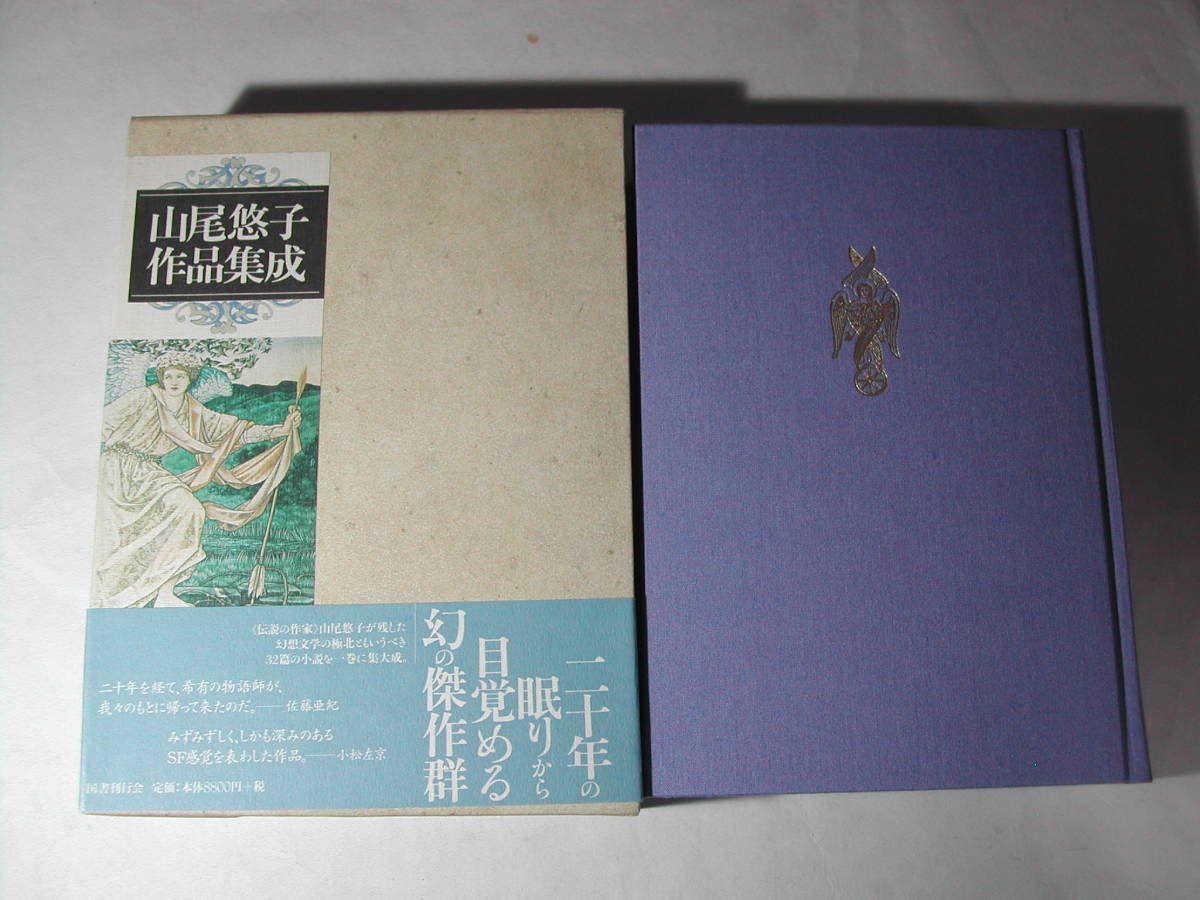 山尾悠子
作品集成
二十年の
眠りから
目覚める
幻の傑作群
《伝説の作家》山尾悠子が残した
幻想文学の極北ともいうべき
32篇の小説を一巻に集大成。
二十年を経て、希有の物語師が、
我々のもとに帰って来たのだ。——佐藤亜紀
みずみずしく、しかも深みのある
SF感覚を表わした作品。——小松左京
国書刊行会 定価:本体8800円+税